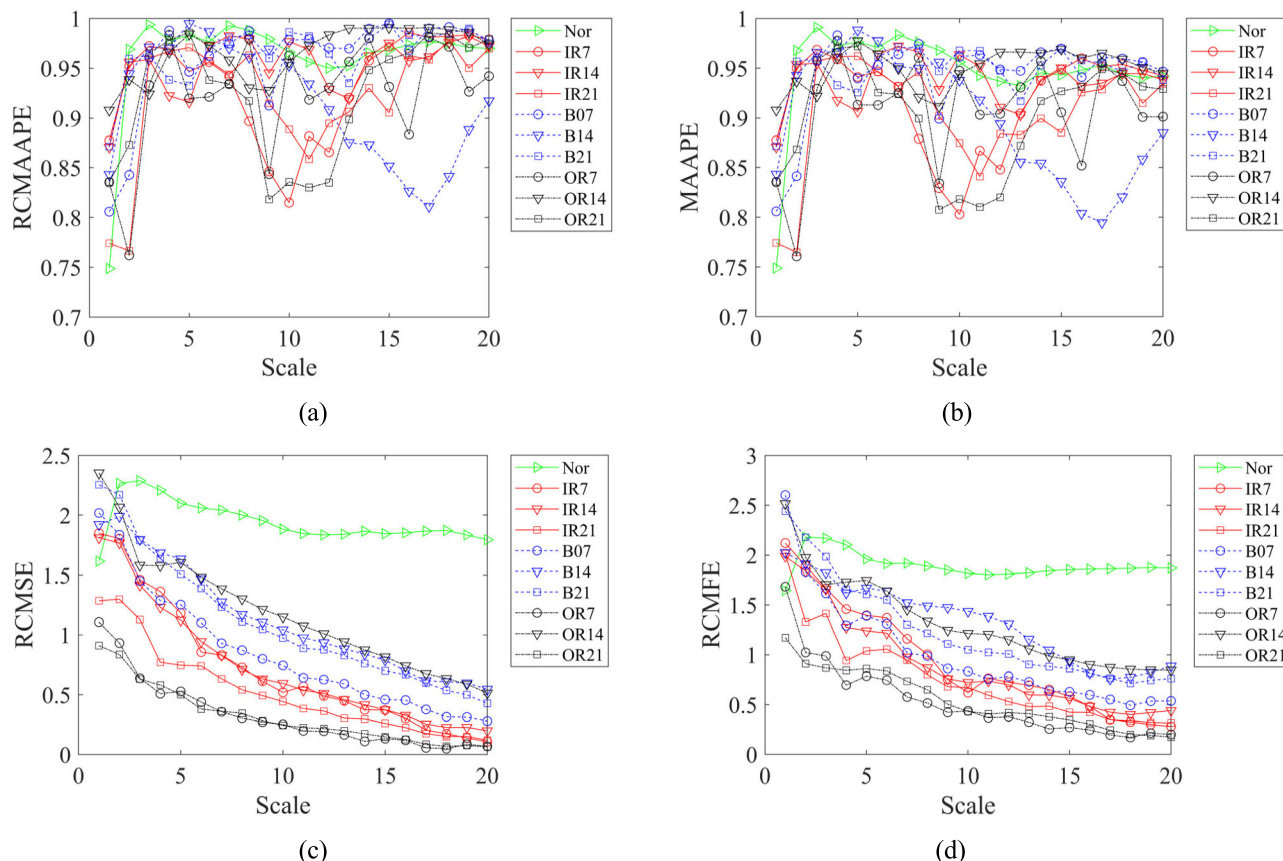 1
0.95
0.9
0.85
0.8
0.75
0.7
RCMAAPE
0 5 10 15 20
Scale
Nor
IR7
IR14
IR21
B07
B14
B21
OR7
OR14
OR21
(a)
1
0.95
0.9
0.85
0.8
0.75
0.7
MAAPE
0 5 10 15 20
Scale
Nor
IR7
IR14
IR21
B07
B14
B21
OR7
OR14
OR21
(b)
2.5
2
1.5
1
0.5
0
RCMSE
0 5 10 15 20
Scale
Nor
IR7
IR14
IR21
B07
B14
B21
OR7
OR14
OR21
(c)
3
2.5
2
1.5
1
0.5
0
RCMFE
0 5 10 15 20
Scale
Nor
IR7
IR14
IR21
B07
B14
B21
OR7
OR14
OR21
(d)